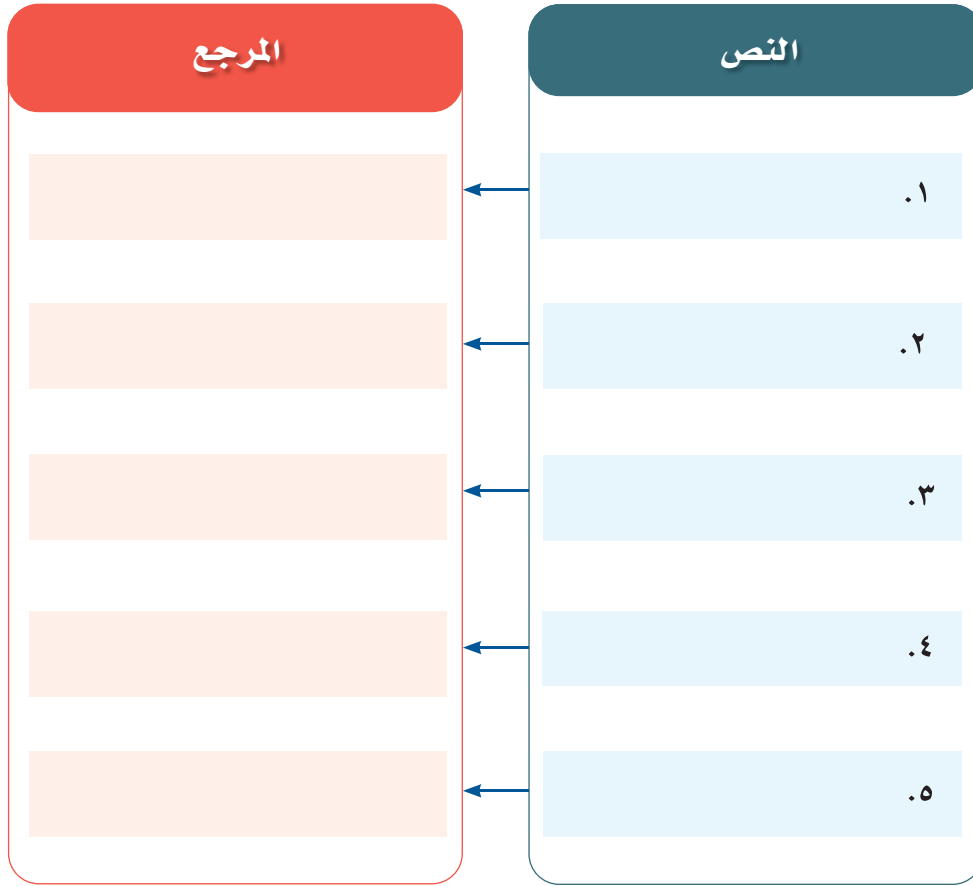 النص
المرجع
١.
٢.
٣.
٤.
٥.